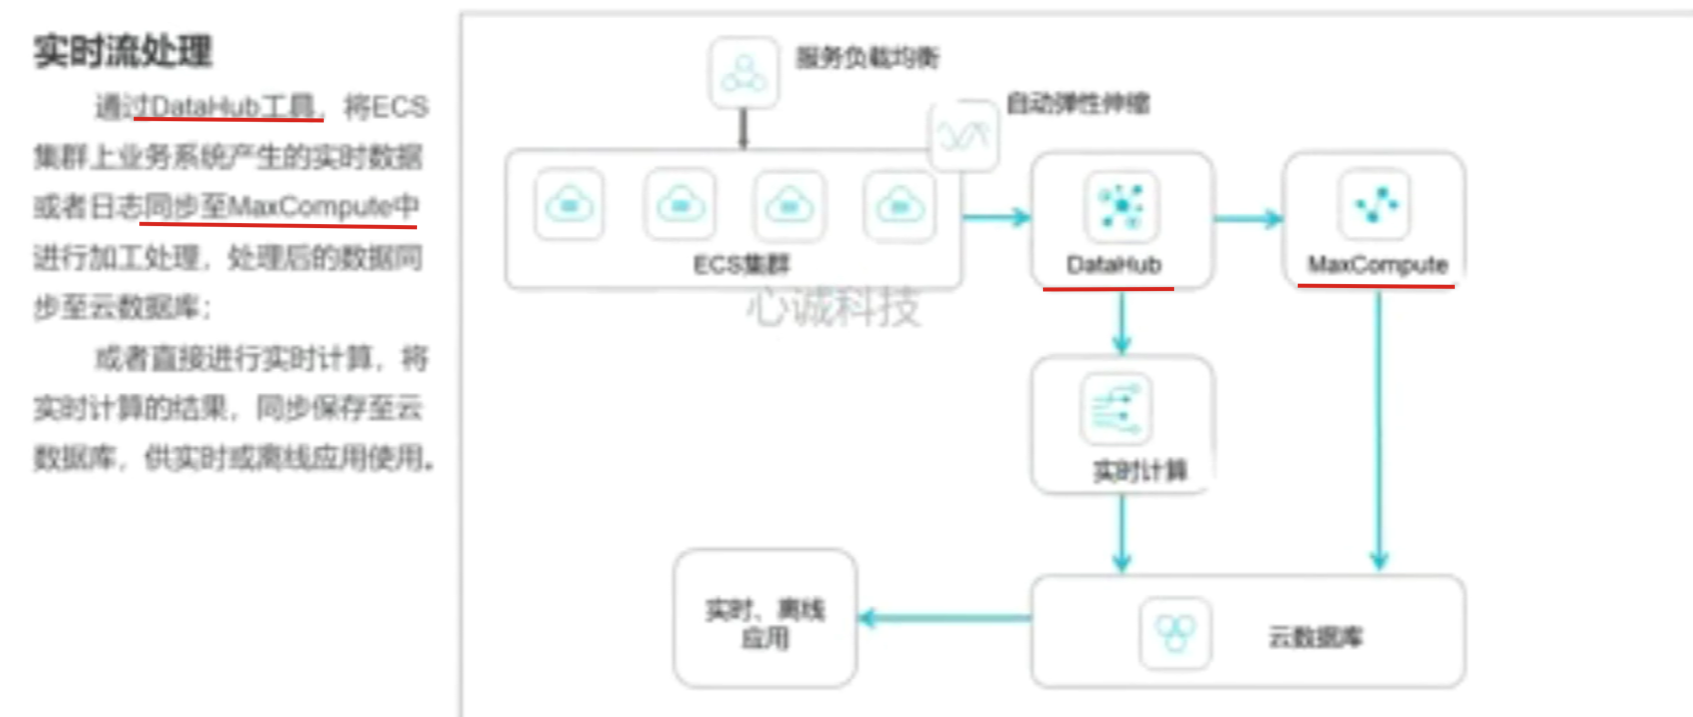 实时流处理
通过DataHub工具，将ECS
集群上业务系统产生的实时数据
或者日志同步至MaxCompute中
进行加工处理，处理后的数据同
步至云数据库；
或者直接进行实时计算，将
实时计算的结果，同步保存至云
数据库，供实时或离线应用使用。
服务负载均衡
自动弹性伸缩
ECS集群
DataHub
MaxCompute
心诚科技
实时计算
实时、离线
应用
云数据库